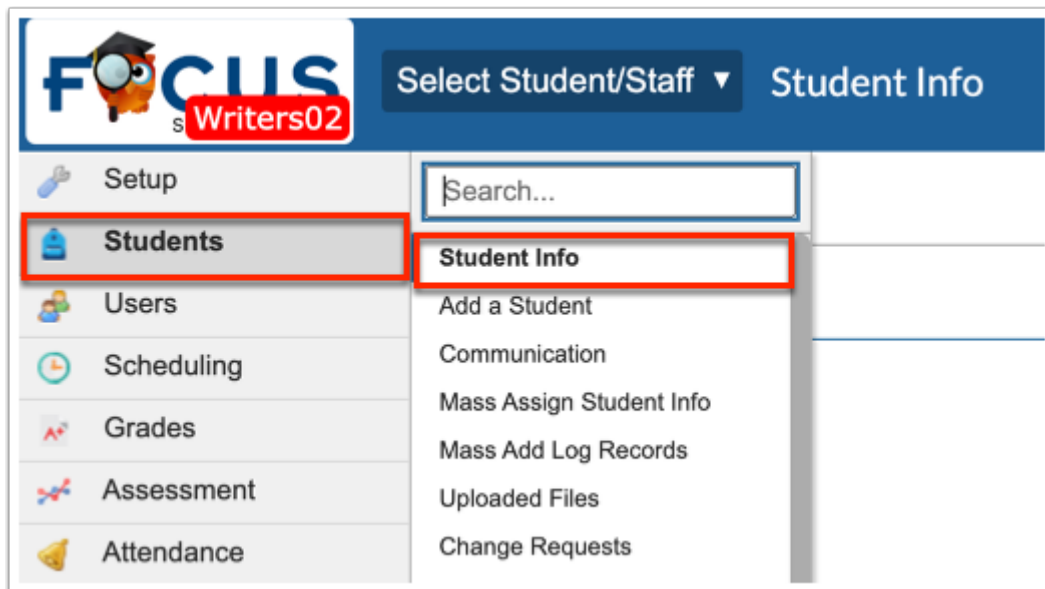 FOCUS
S
Writers02
Select Student/Staff ▼
Student Info
Setup
Students
Users
Scheduling
Grades
Assessment
Attendance
Search...
Student Info
Add a Student
Communication
Mass Assign Student Info
Mass Add Log Records
Uploaded Files
Change Requests